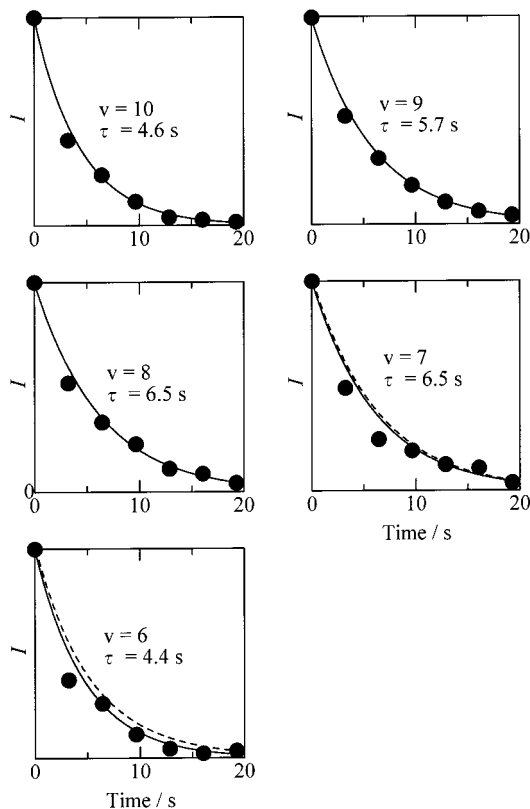 I
v = 10
τ = 4.6 s
0
10
20
I
v = 9
τ = 5.7 s
0
10
20
I
v = 8
τ = 6.5 s
0
0
10
20
I
v = 7
τ = 6.5 s
0
10
20
Time / s
I
v = 6
τ = 4.4 s
0
10
20
Time / s